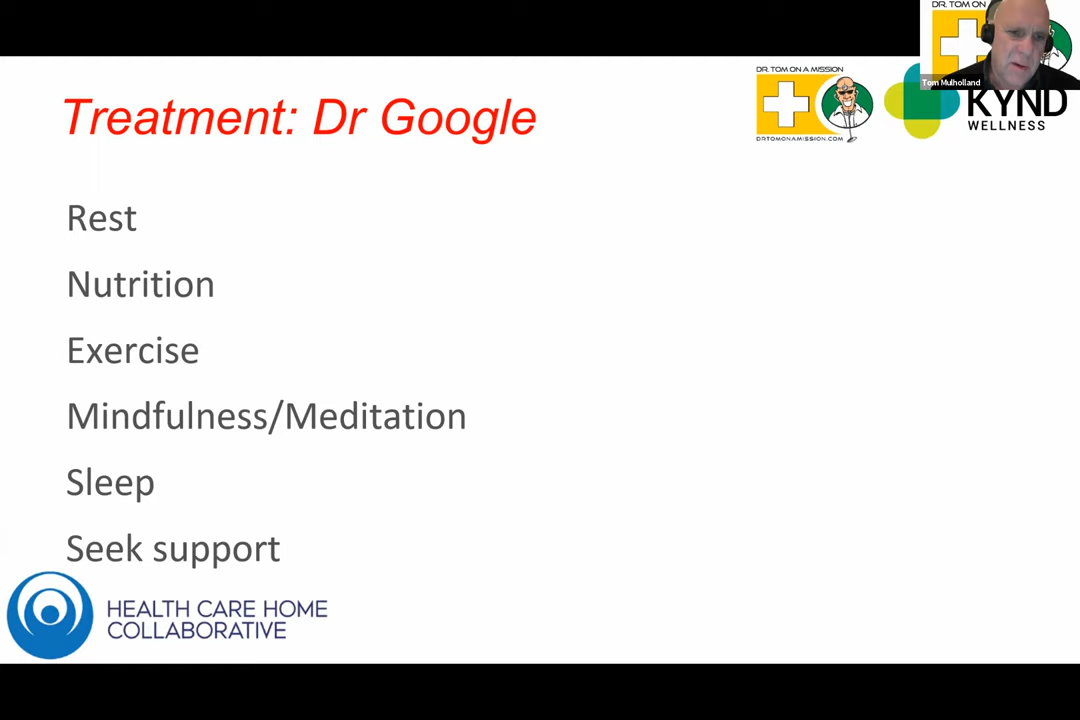 DR. TOM ON
Tom Mulholland
DR. TOM ON A MISSION
DRTOMONAMISSION.COM
KYND
WELLNESS
Treatment: Dr Google
Rest
Nutrition
Exercise
Mindfulness/Meditation
Sleep
Seek support
HEALTH CARE HOME
COLLABORATIVE